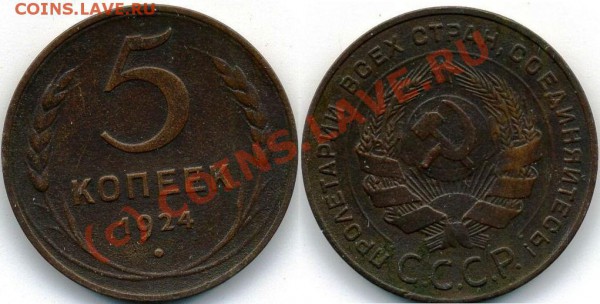 COINS.LAVE.RU
5
КОПЕЕК
1924
ПРОЛЕТАРИИ ВСЕХ СТРАН, СОЕДИНЯЙТЕСЬ!
С.С.С.Р.
(c) COINS.LAVE.RU
COINS.LAVE.RU